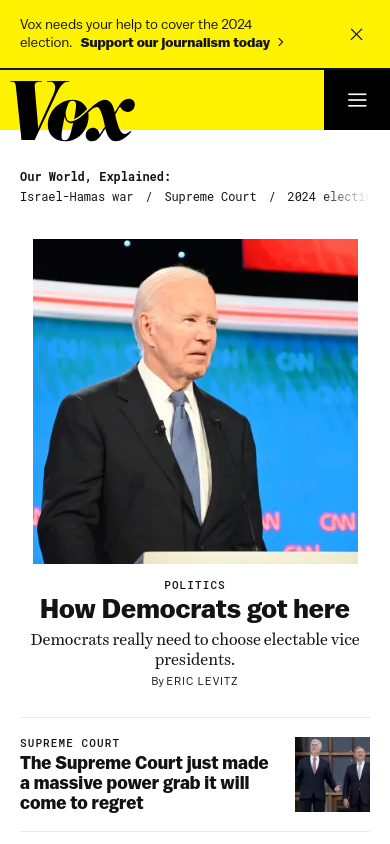 Vox needs your help to cover the 2024
election. Support our journalism today
Vox
Our World, Explained:
Israel-Hamas war / Supreme Court / 2024 electi
CNN
CNN
CNN
CNN
POLITICS
How Democrats got here
Democrats really need to choose electable vice
presidents.
By ERIC LEVITZ
SUPREME COURT
The Supreme Court just made
a massive power grab it will
come to regret